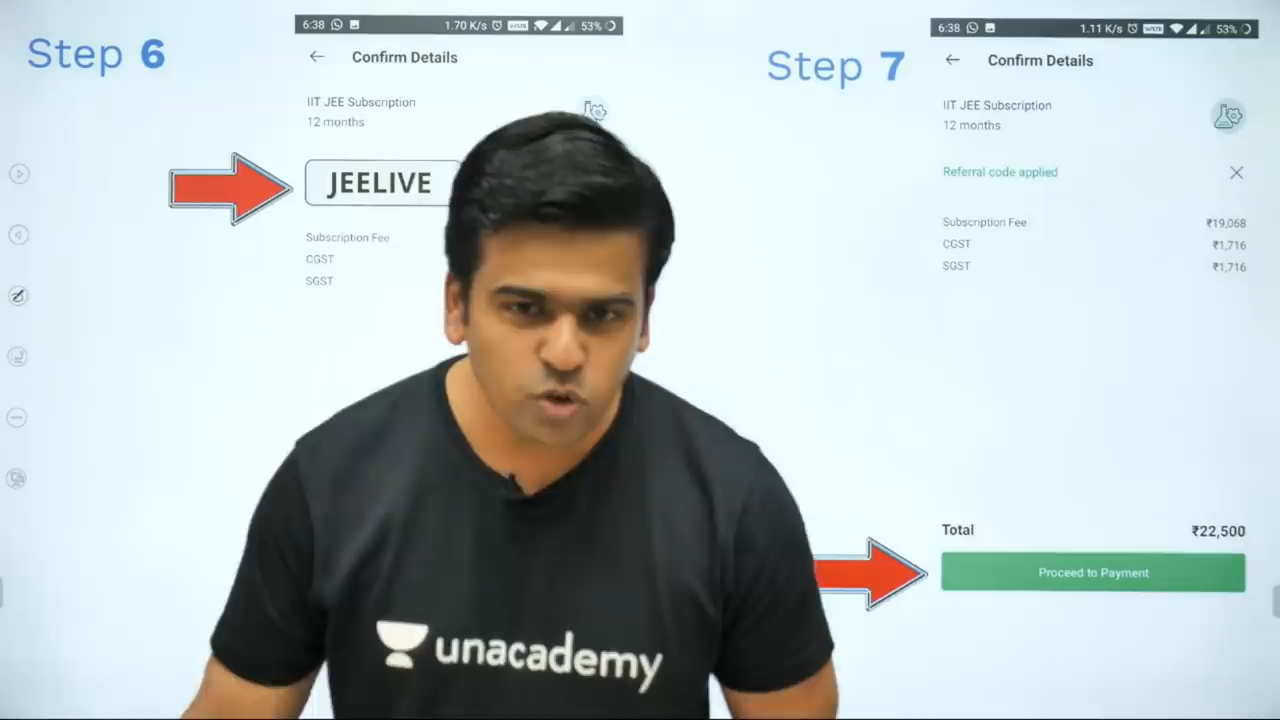 Step 6
6:38
1.70 K/s
53%
Confirm Details
IIT JEE Subscription
12 months
JEELIVE
Subscription Fee
CGST
SGST
Step 7
6:38
1.11 K/s
53%
Confirm Details
IIT JEE Subscription
12 months
Referral code applied
Subscription Fee ₹19,068
CGST ₹1,716
SGST ₹1,716
Total ₹22,500
Proceed to Payment
unacademy